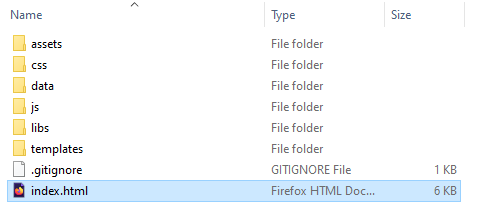 Name Type Size
assets File folder
css File folder
data File folder
js File folder
libs File folder
templates File folder
.gitignore GITIGNORE File 1 KB
index.html Firefox HTML Doc... 6 KB